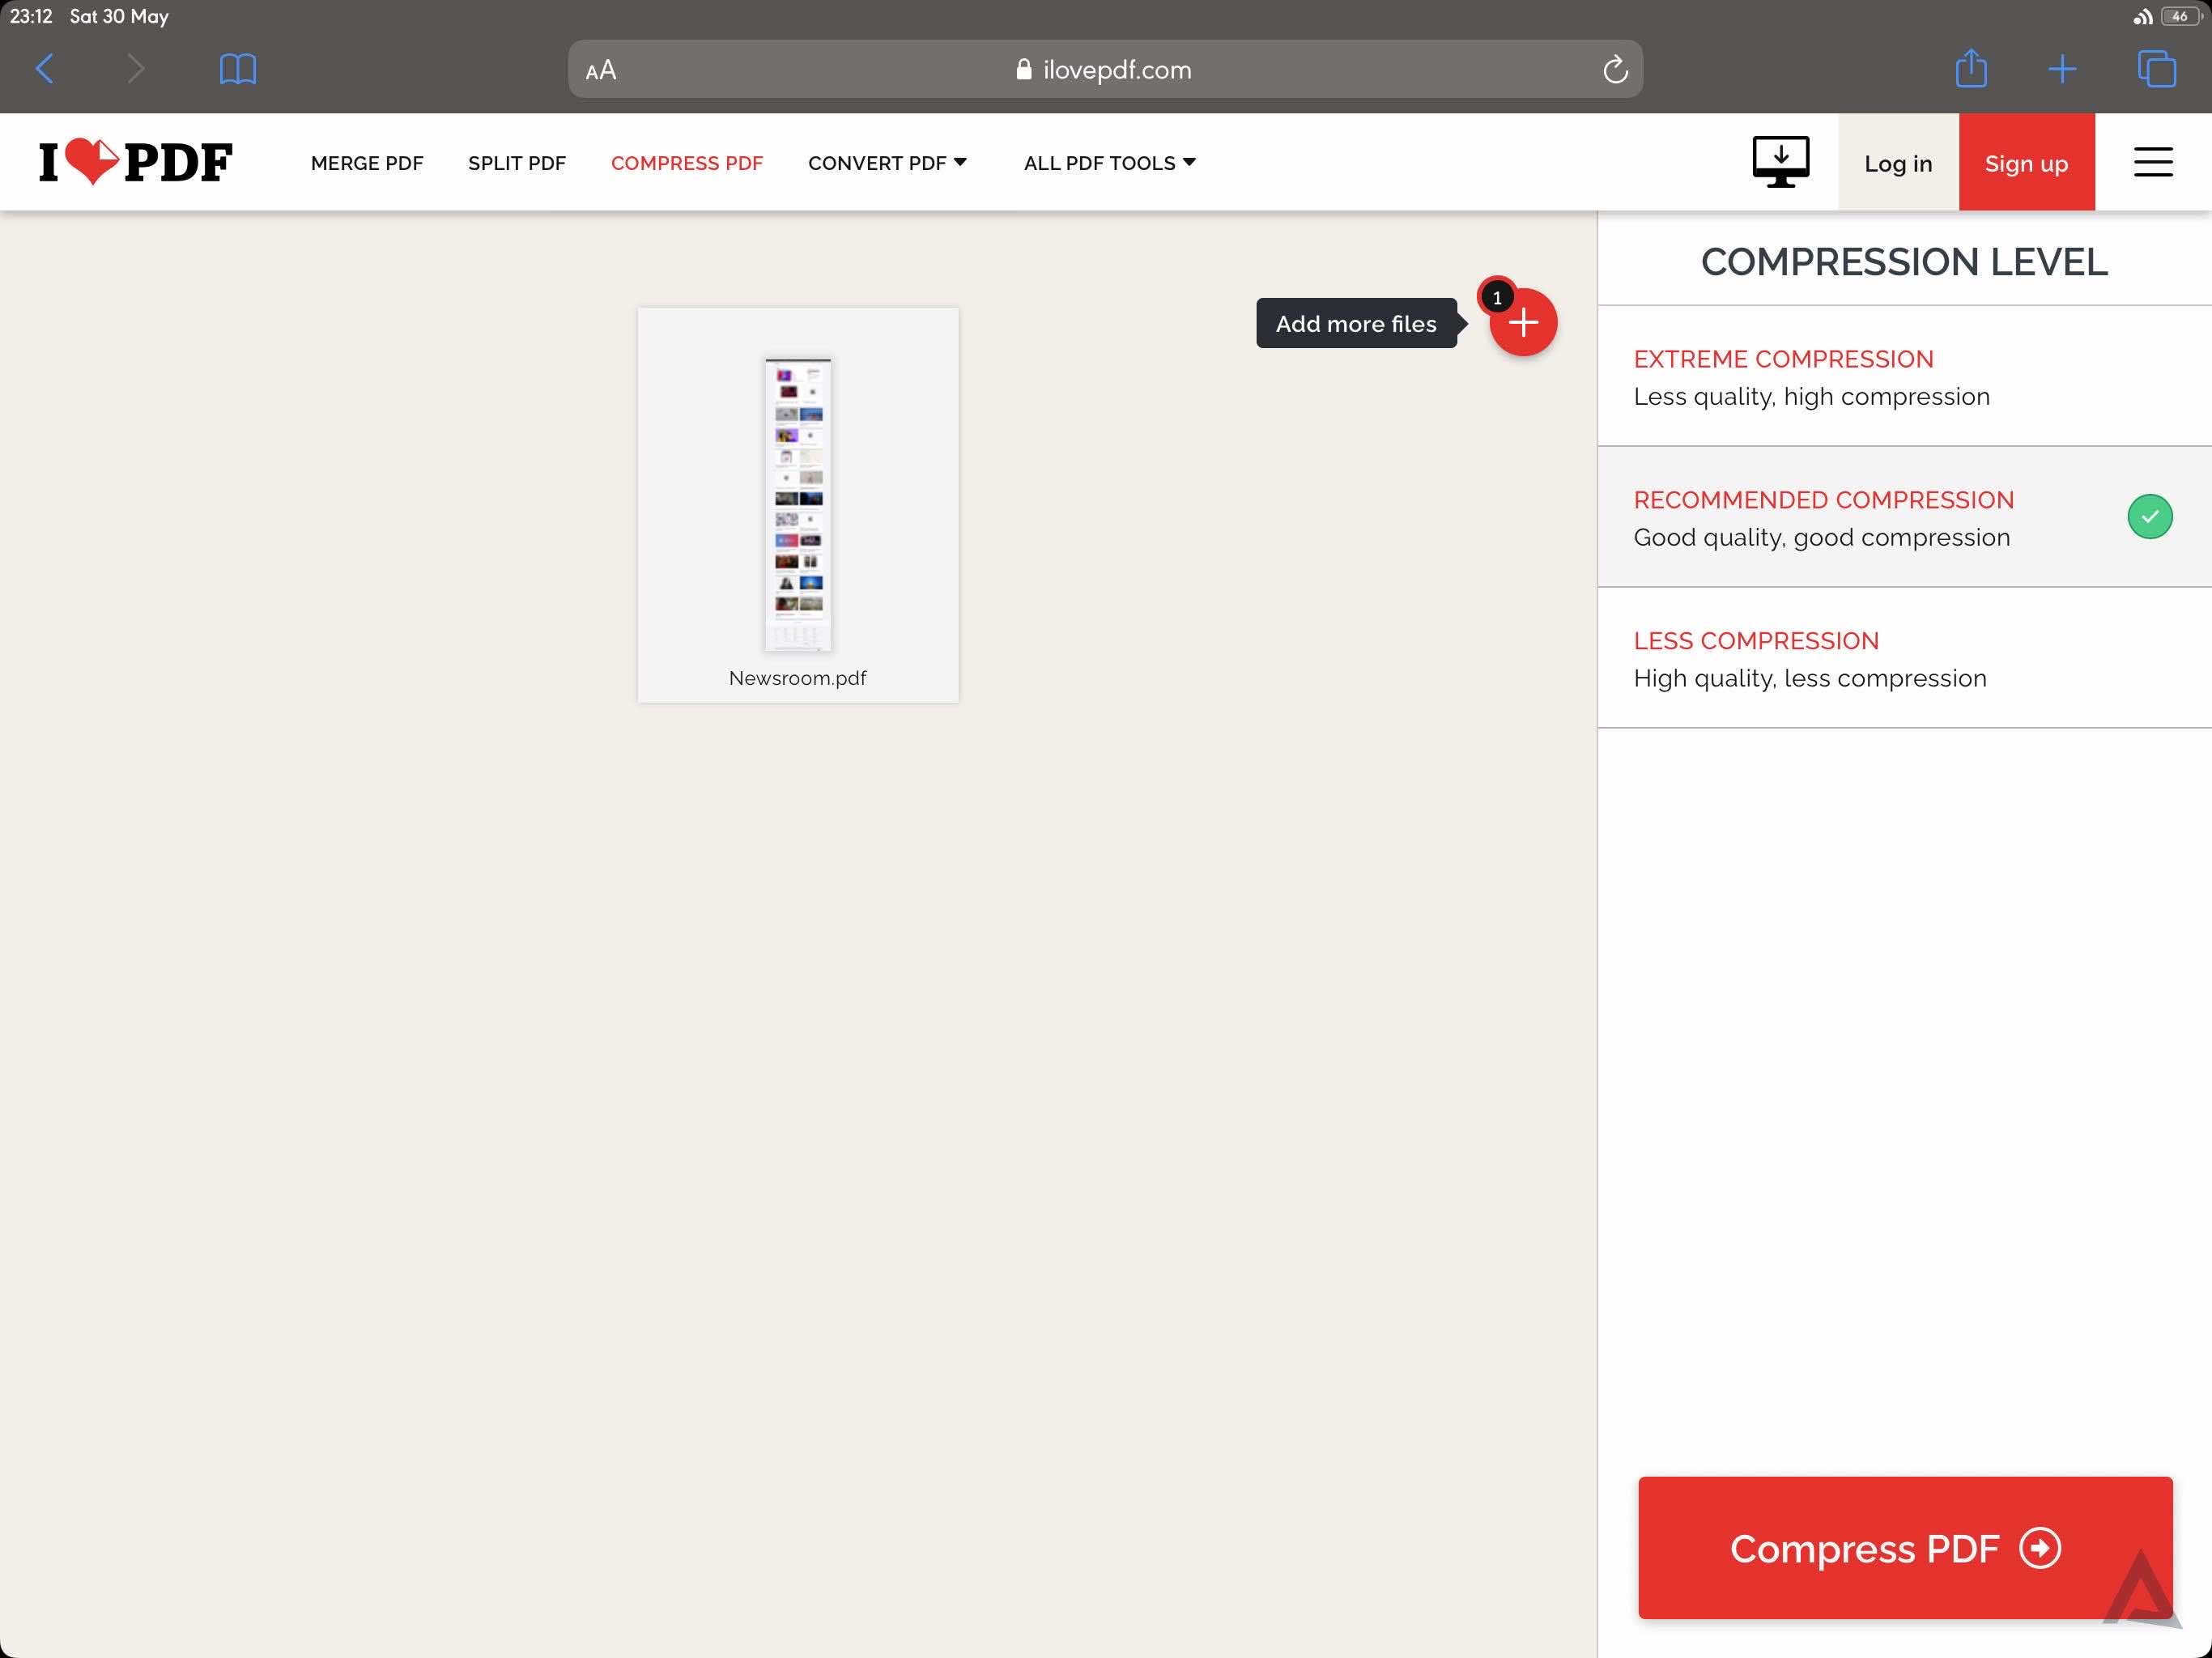 23:12 Sat 30 May
46
AA
ilovepdf.com
I PDF
MERGE PDF
SPLIT PDF
COMPRESS PDF
CONVERT PDF
ALL PDF TOOLS
Log in
Sign up
COMPRESSION LEVEL
1
Add more files
EXTREME COMPRESSION
Less quality, high compression
RECOMMENDED COMPRESSION
Good quality, good compression
LESS COMPRESSION
High quality, less compression
Newsroom.pdf
Compress PDF